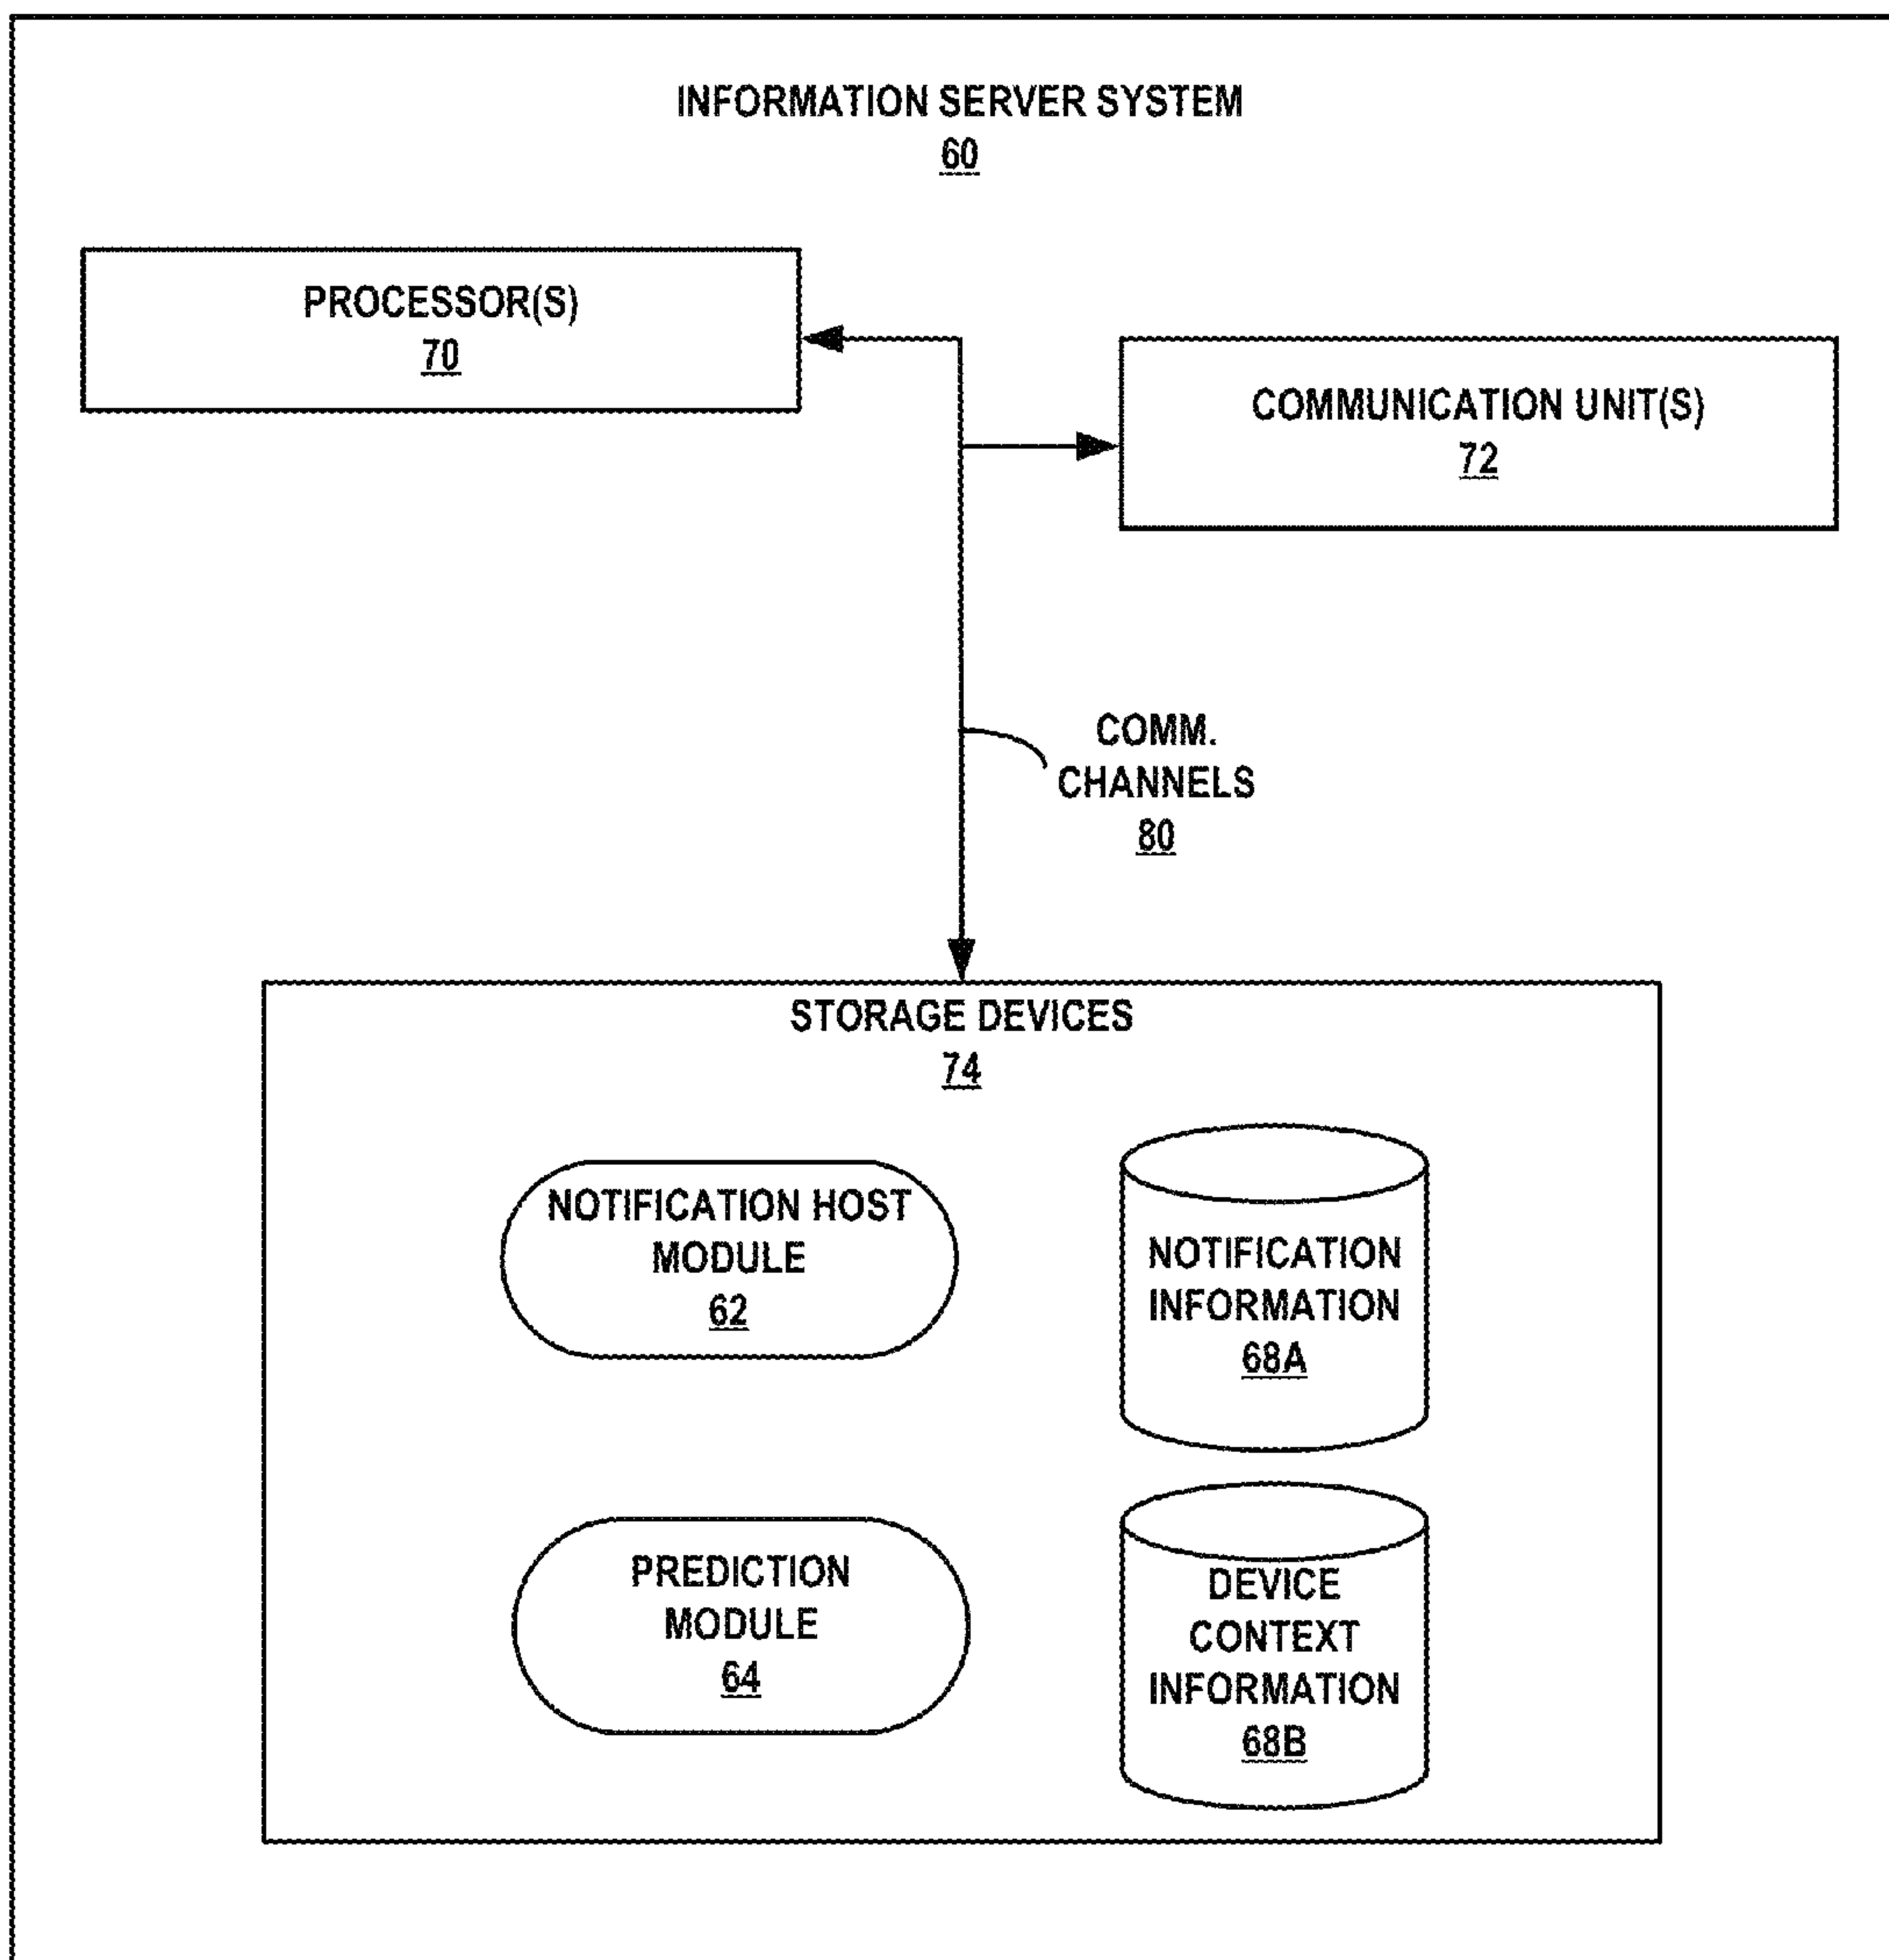 INFORMATION SERVER SYSTEM
60
PROCESSOR(S)
70
COMMUNICATION UNIT(S)
72
COMM.
CHANNELS
80
STORAGE DEVICES
74
NOTIFICATION HOST
MODULE
62
NOTIFICATION
INFORMATION
68A
PREDICTION
MODULE
64
DEVICE
CONTEXT
INFORMATION
68B